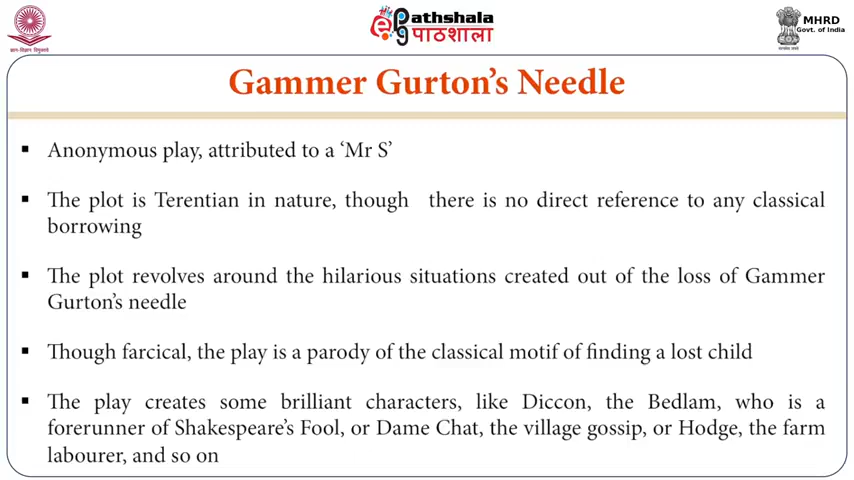 Pathshala
पाठशाला
MHRD
Govt. of India
Gammer Gurton's Needle
▪ Anonymous play, attributed to a 'Mr S'
▪ The plot is Terentian in nature, though there is no direct reference to any classical
borrowing
▪ The plot revolves around the hilarious situations created out of the loss of Gammer
Gurton's needle
▪ Though farcical, the play is a parody of the classical motif of finding a lost child
▪ The play creates some brilliant characters, like Diccon, the Bedlam, who is a
forerunner of Shakespeare's Fool, or Dame Chat, the village gossip, or Hodge, the farm
labourer, and so on